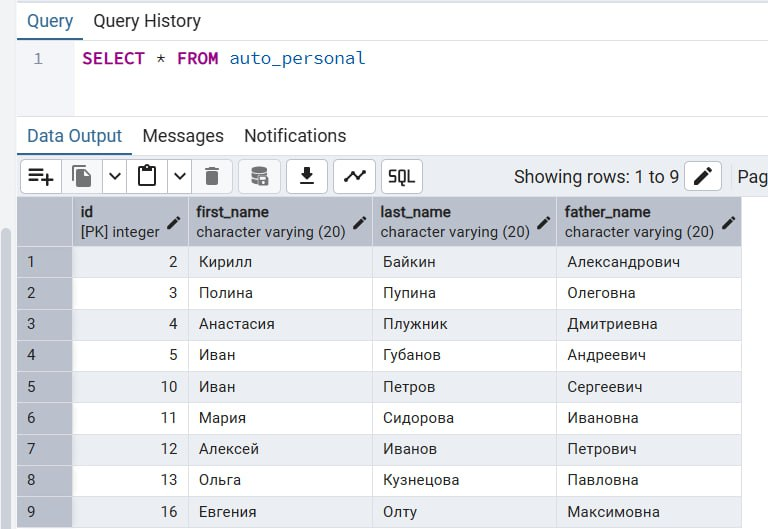 Query Query History
1 SELECT * FROM auto_personal
Data Output Messages Notifications
SQL Showing rows: 1 to 9 Pag
id first_name last_name father_name
[PK] integer character varying (20) character varying (20) character varying (20)
1 2 Кирилл Байкин Александрович
2 3 Полина Пупина Олеговна
3 4 Анастасия Плужник Дмитриевна
4 5 Иван Губанов Андреевич
5 10 Иван Петров Сергеевич
6 11 Мария Сидорова Ивановна
7 12 Алексей Иванов Петрович
8 13 Ольга Кузнецова Павловна
9 16 Евгения Олту Максимовна